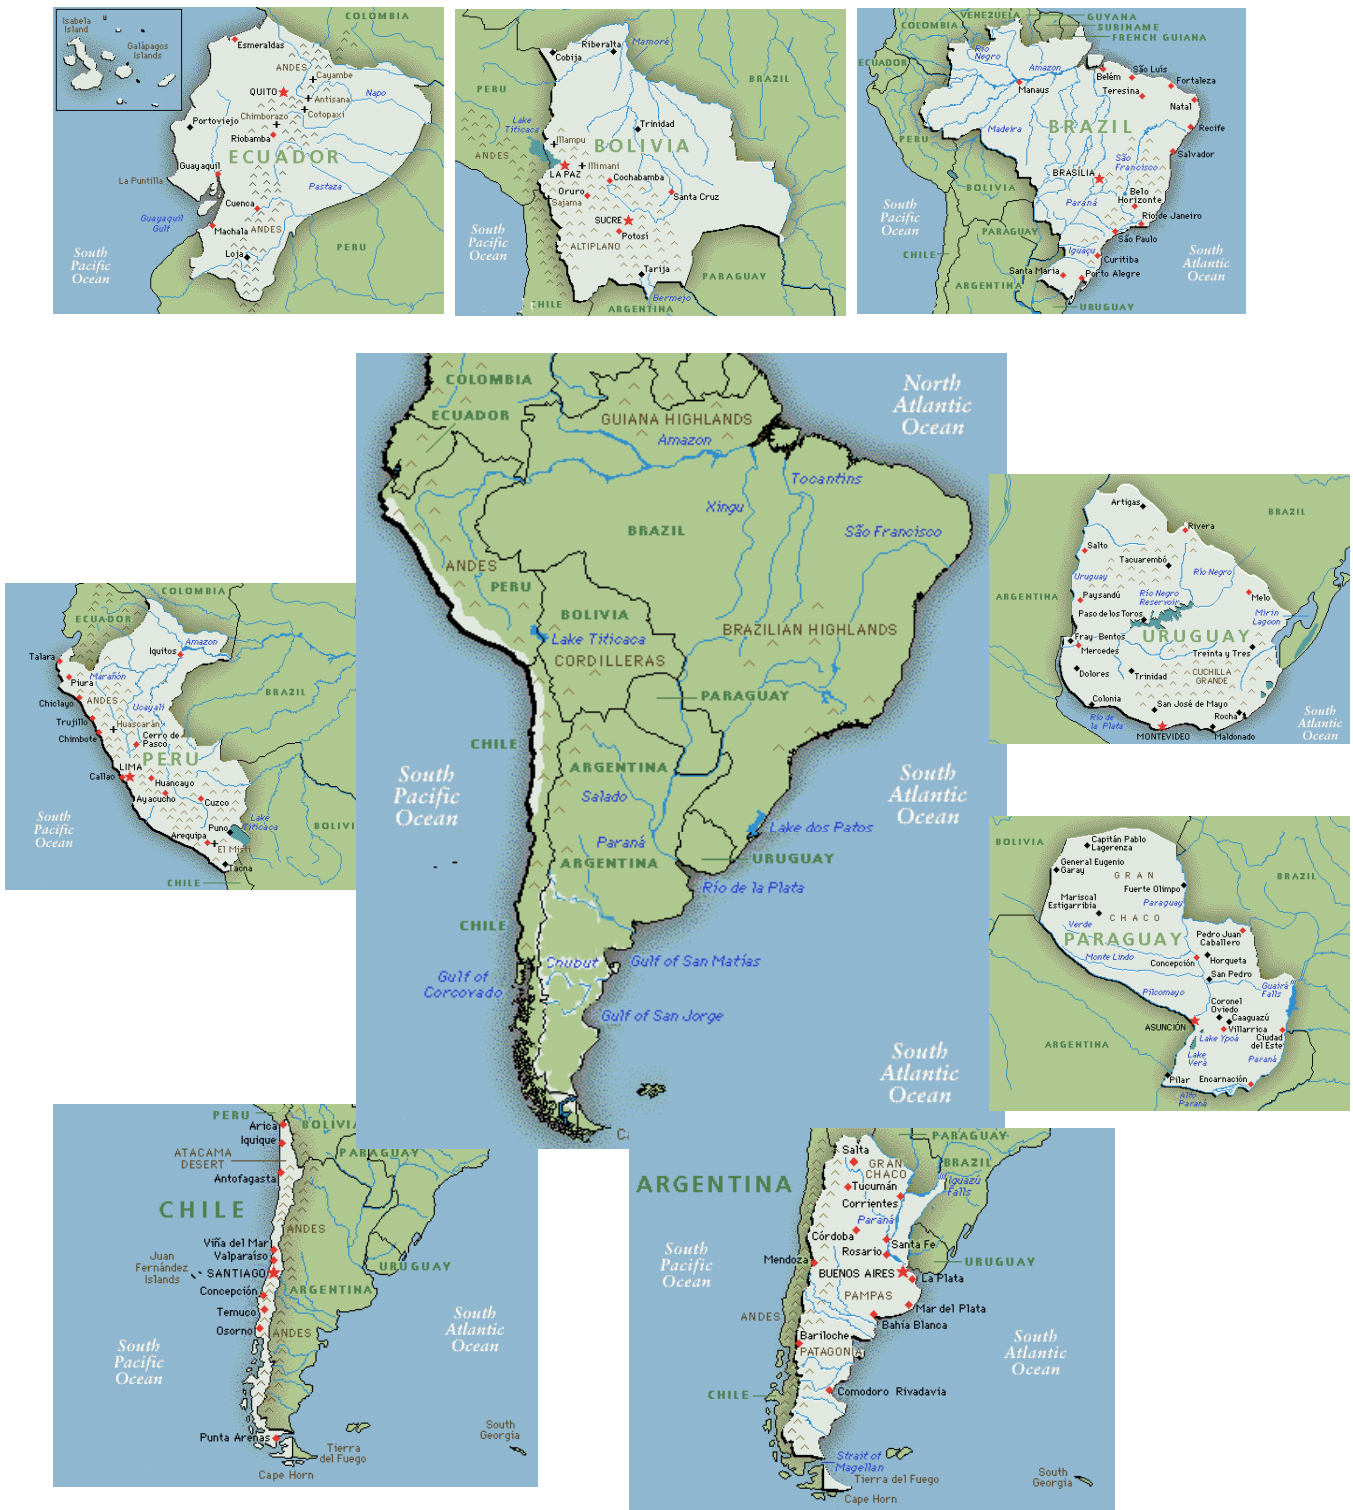 Isabela
Island
Galápagos
Islands
COLOMBIA
Esmeraldas
ANDES
Cayambe
QUITO
Napo
Antisana
Cotopaxi
Chimborazo
Portoviejo
Riobamba
ECUADOR
Guayaquil
La Puntilla
Pastaza
Cuenca
Guayaquil
Gulf
Machala
ANDES
Loja
PERU
South
Pacific
Ocean
Riberalta
Mamoré
Cobija
BRAZIL
PERU
Lake
Titicaca
Trinidad
ANDES
Illampu
BOLIVIA
Illimani
LA PAZ
Cochabamba
Oruro
Santa Cruz
Sajama
SUCRE
Potosí
ALTIPLANO
South
Pacific
Ocean
Tarija
PARAGUAY
Bermejo
CHILE
ARGENTINA
VENEZUELA
GUYANA
COLOMBIA
SURINAME
FRENCH GUIANA
Río
Negro
ECUADOR
Amazon
Belém
São Luís
Manaus
Fortaleza
Teresina
Natal
Madeira
BRAZIL
Recife
PERU
São
Francisco
Salvador
BRASÍLIA
BOLIVIA
Belo
Horizonte
Paraná
Rio de Janeiro
South
Pacific
Ocean
PARAGUAY
São Paulo
Iguaçu
CHILE
Curitiba
Santa Maria
Porto Alegre
ARGENTINA
South
Atlantic
Ocean
URUGUAY
COLOMBIA
ECUADOR
North
Atlantic
Ocean
GUIANA HIGHLANDS
Amazon
Tocantins
Xingu
BRAZIL
São Francisco
ANDES
PERU
BOLIVIA
Lake Titicaca
BRAZILIAN HIGHLANDS
CORDILLERAS
PARAGUAY
CHILE
ARGENTINA
South
Pacific
Ocean
Salado
South
Atlantic
Ocean
Paraná
Lake dos Patos
ARGENTINA
URUGUAY
Río de la Plata
CHILE
Chubut
Gulf of San Matías
Gulf of
Corcovado
Gulf of San Jorge
South
Atlantic
Ocean
Ca
Artigas
BRAZIL
Rivera
Salto
Tacuarembó
Uruguay
Río Negro
ARGENTINA
Paysandú
Río Negro
Reservoir
Melo
Paso de los Toros
Mirin
Lagoon
Fray-Bentos
URUGUAY
Mercedes
Treinta y Tres
Dolores
Trinidad
CUCHILLA
GRANDE
Colonia
San José de Mayo
Rocha
Río de
la Plata
MONTEVIDEO
Maldonado
South
Atlantic
Ocean
COLOMBIA
ECUADOR
Amazon
Iquitos
Talara
Marañón
Piura
BRAZIL
ANDES
Ucayali
Chiclayo
Trujillo
Huascarán
Chimbote
Cerro de
Pasco
PERU
LIMA
Callao
Huancayo
Ayacucho
Cuzco
South
Pacific
Ocean
Lake
Titicaca
Puno
BOLIVI
Arequipa
El Misti
Tacna
CHILE
BOLIVIA
Capitán Pablo
Lagerenza
General Eugenio
Garay
GRAN
BRAZIL
Fuerte Olimpo
Mariscal
Estigarribia
Paraguay
CHACO
Verde
PARAGUAY
Pedro Juan
Caballero
Monte Lindo
Concepción
Horqueta
San Pedro
Pilcomayo
Guairá
Falls
Coronel
Oviedo
Caaguazú
ASUNCIÓN
Villarrica
Lake Ypoá
Ciudad
del Este
ARGENTINA
Lake
Verá
Paraná
Pilar
Encarnación
Alto
Paraná
PERU
Arica
BOLIVIA
Iquique
ATACAMA
DESERT
PARAGUAY
Antofagasta
CHILE
ANDES
Viña del Mar
Valparaíso
Juan
Fernández
Islands
SANTIAGO
URUGUAY
Concepción
ARGENTINA
Temuco
Osorno
ANDES
South
Atlantic
Ocean
South
Pacific
Ocean
Punta Arenas
Tierra
del Fuego
South
Georgia
Cape Horn
ARGENTINA
PARAGUAY
Salta
GRAN
CHACO
BRAZIL
Tucumán
Iguazú
Falls
Corrientes
Paraná
Córdoba
Santa Fe
Rosario
South
Pacific
Ocean
Mendoza
URUGUAY
BUENOS AIRES
La Plata
PAMPAS
Mar del Plata
ANDES
Bahía Blanca
Bariloche
PATAGONIA
South
Atlantic
Ocean
CHILE
Comodoro Rivadavia
Strait of
Magellan
Tierra del Fuego
South
Georgia
Cape Horn